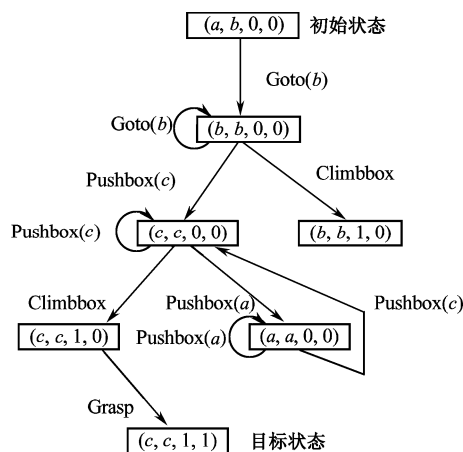 (a, b, 0, 0) 初始状态
Goto(b)
Goto(b)
(b, b, 0, 0)
Pushbox(c)
Climbbox
Pushbox(c)
(c, c, 0, 0)
(b, b, 1, 0)
Climbbox
Pushbox(a)
Pushbox(c)
(c, c, 1, 0)
Pushbox(a)
(a, a, 0, 0)
Grasp
(c, c, 1, 1) 目标状态